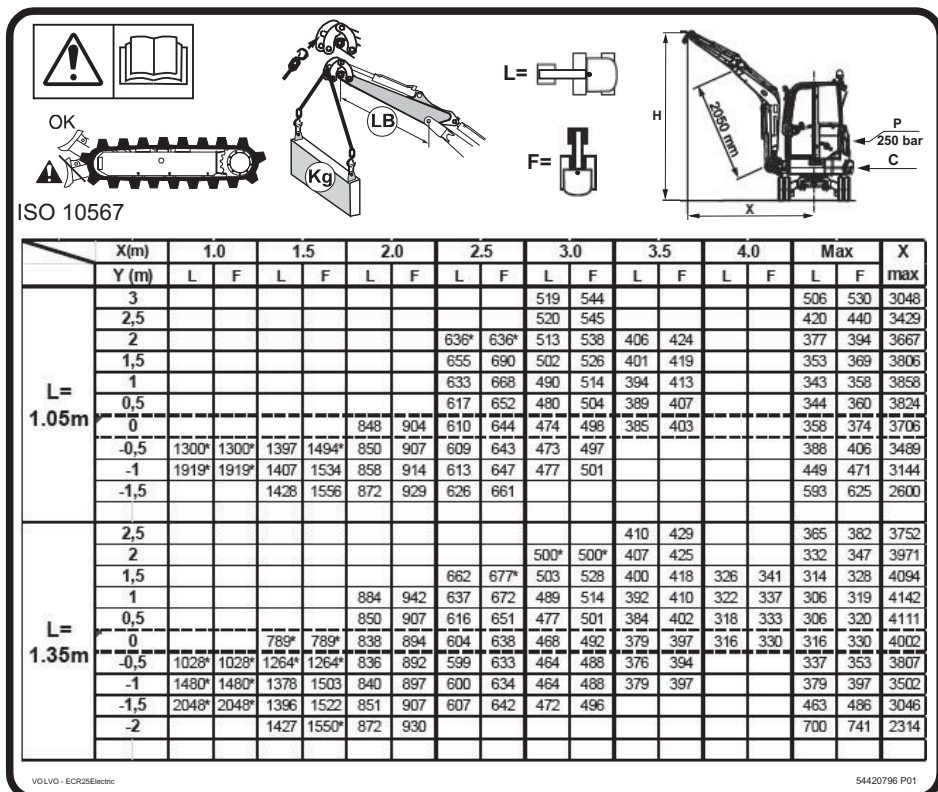 OK
ISO 10567
LB
Kg
L=
F=
H
2050 mm
P
250 bar
C
X
X(m) 1.0 1.5 2.0 2.5 3.0 3.5 4.0 Max X
Y (m) L F L F L F L F L F L F L F L F max
L= 1.05m
3 519 544 506 530 3048
2,5 520 545 420 440 3429
2 636* 636* 513 538 406 424 377 394 3667
1,5 655 690 502 526 401 419 353 369 3806
1 633 668 490 514 394 413 343 358 3858
0,5 617 652 480 504 389 407 344 360 3824
0 848 904 610 644 474 498 385 403 358 374 3706
-0,5 1300* 1300* 1397 1494* 850 907 609 643 473 497 388 406 3489
-1 1919* 1919* 1407 1534 858 914 613 647 477 501 449 471 3144
-1,5 1428 1556 872 929 626 661 593 625 2600
L= 1.35m
2,5 410 429 365 382 3752
2 500* 500* 407 425 332 347 3971
1,5 662 677* 503 528 400 418 326 341 314 328 4094
1 884 942 637 672 489 514 392 410 322 337 306 319 4142
0,5 850 907 616 651 477 501 384 402 318 333 306 320 4111
0 789* 789* 838 894 604 638 468 492 379 397 316 330 316 330 4002
-0,5 1028* 1028* 1264* 1264* 836 892 599 633 464 488 376 394 337 353 3807
-1 1480* 1480* 1378 1503 840 897 600 634 464 488 379 397 379 397 3502
-1,5 2048* 2048* 1396 1522 851 907 607 642 472 496 463 486 3046
-2 1427 1550* 872 930 700 741 2314
VOLVO - ECR25Electric
54420796 P01